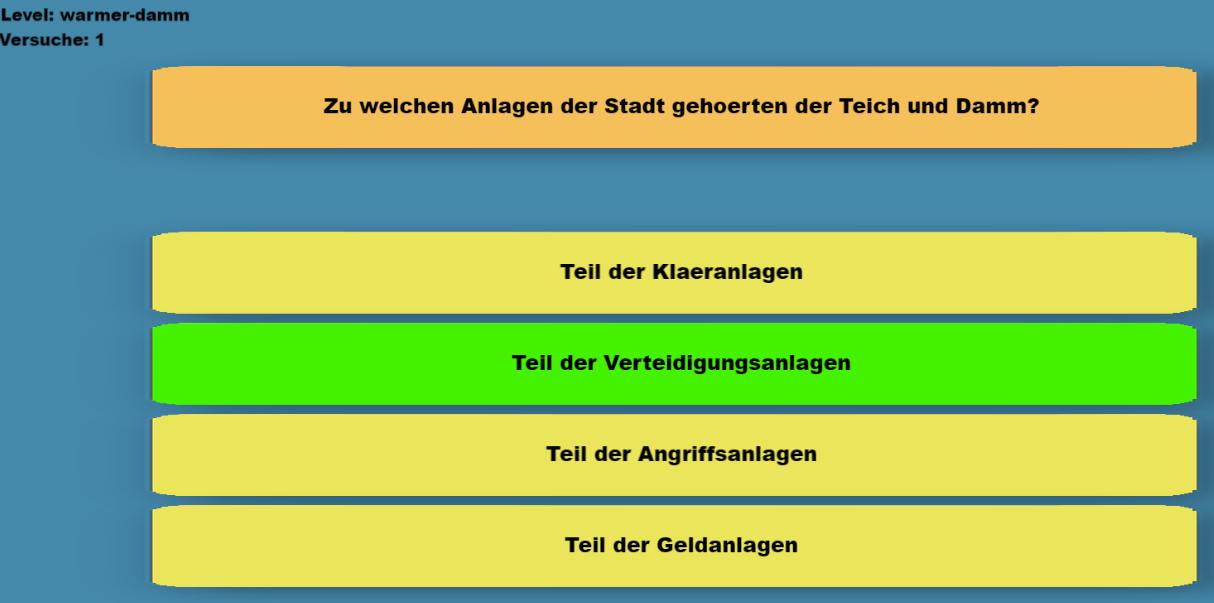 Level: warmer-damm
Versuche: 1
Zu welchen Anlagen der Stadt gehoerten der Teich und Damm?
Teil der Klaeranlagen
Teil der Verteidigungsanlagen
Teil der Angriffsanlagen
Teil der Geldanlagen